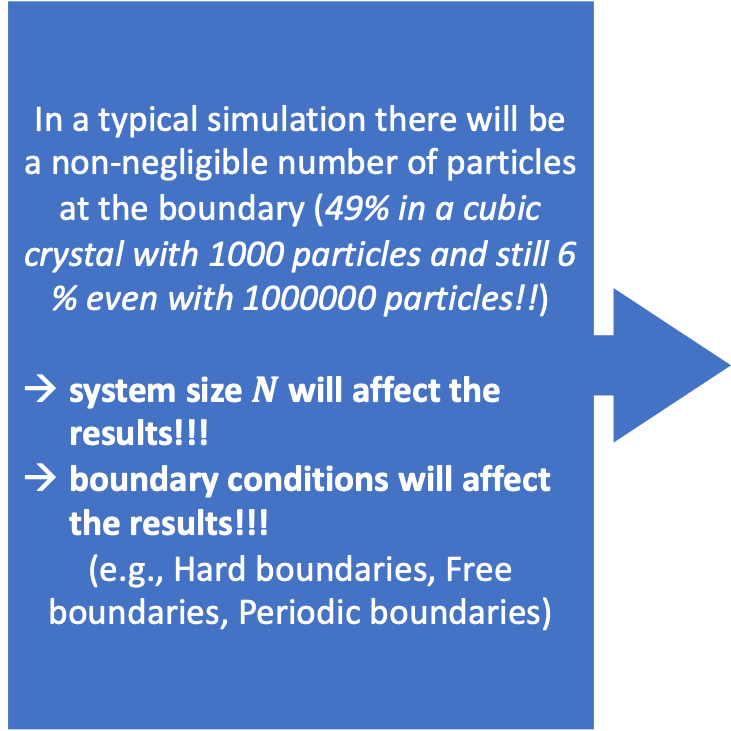 In a typical simulation there will be
a non-negligible number of particles
at the boundary (49% in a cubic
crystal with 1000 particles and still 6
% even with 1000000 particles!!)
→ system size N will affect the
results!!!
→ boundary conditions will affect
the results!!!
(e.g., Hard boundaries, Free
boundaries, Periodic boundaries)